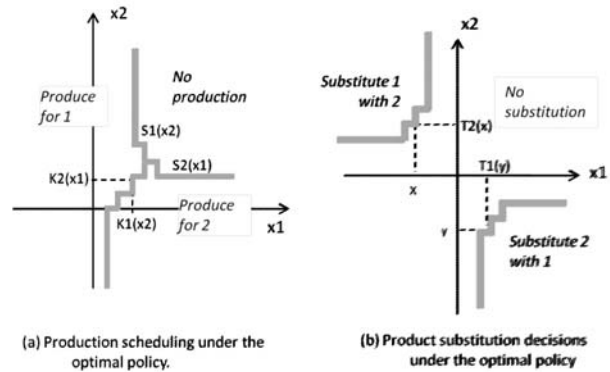 x2
No
production
Produce
for 1
S1(x2)
S2(x1)
K2(x1)
K1(x2)
Produce
for 2
x1
(a) Production scheduling under the
optimal policy.
x2
Substitute 1
with 2
No
substitution
T2(x)
T1(y)
x1
x
y
Substitute 2
with 1
(b) Product substitution decisions
under the optimal policy